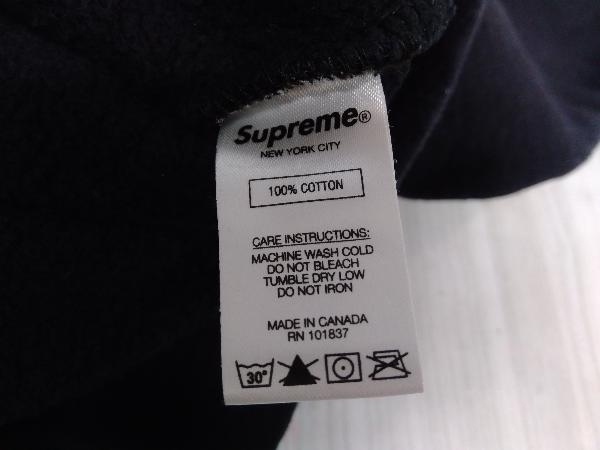 Supreme®
NEW YORK CITY
100% COTTON
CARE INSTRUCTIONS:
MACHINE WASH COLD
DO NOT BLEACH
TUMBLE DRY LOW
DO NOT IRON
MADE IN CANADA
RN 101837
30°